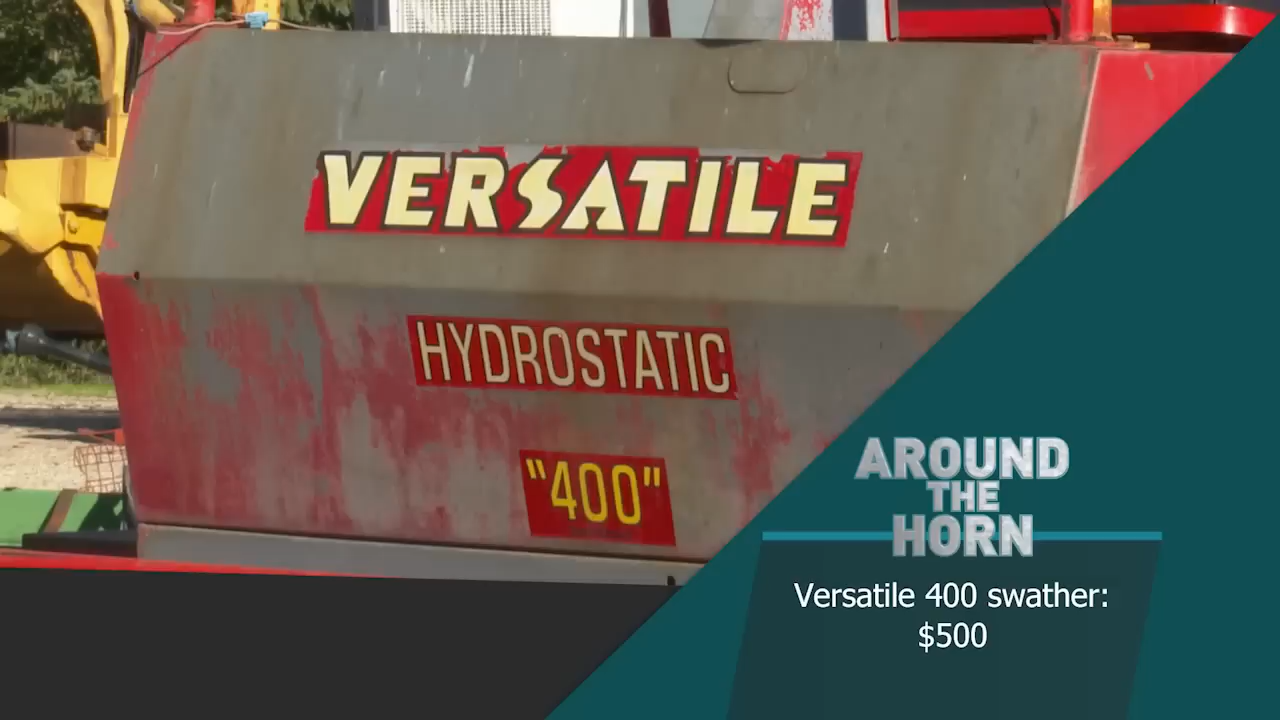 VERSATILE
HYDROSTATIC
"400"
AROUND
THE
HORN
Versatile 400 swather:
$500